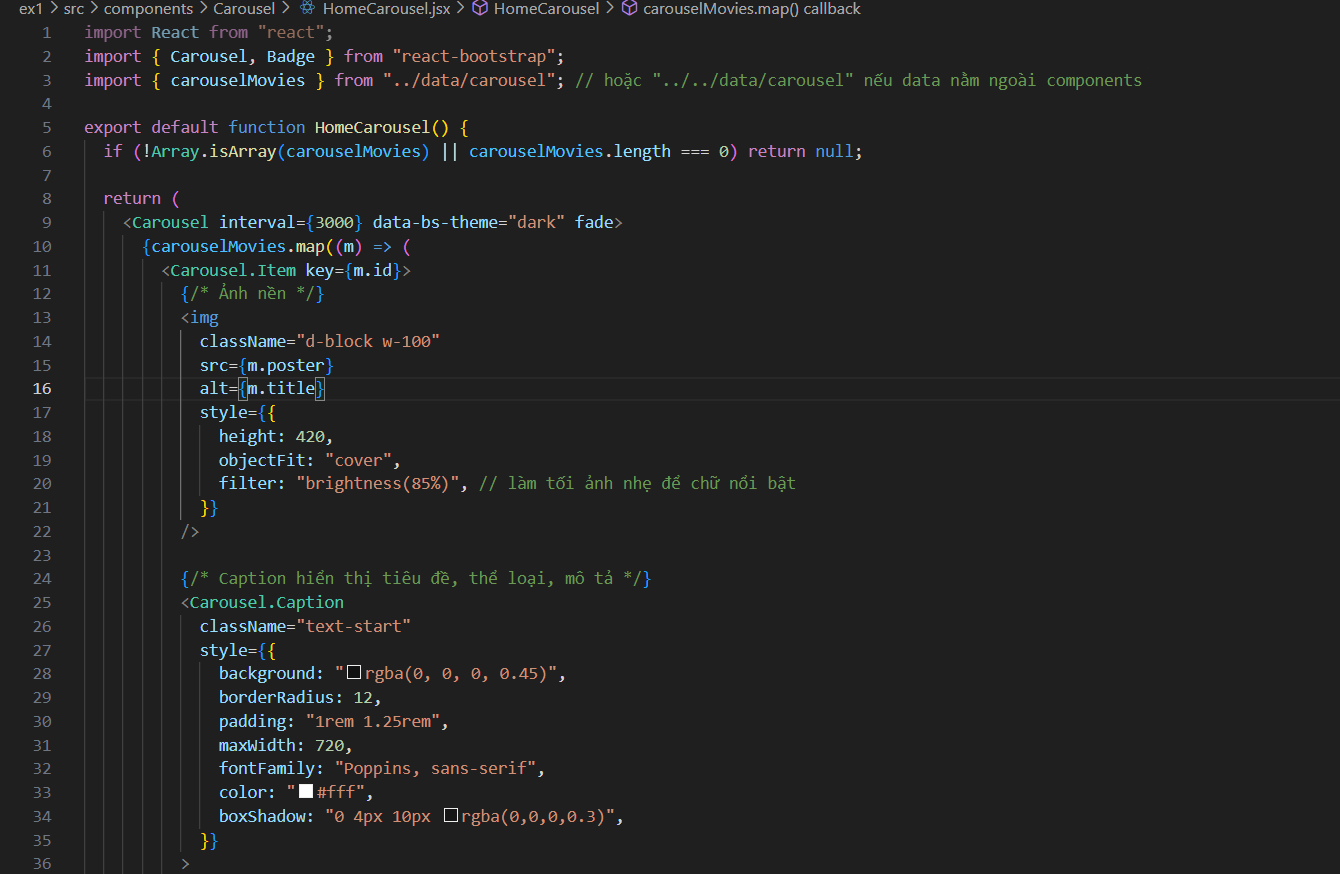 ex1 > src > components > Carousel > HomeCarousel.jsx > HomeCarousel > carouselMovies.map() callback
1 import React from "react";
2 import { Carousel, Badge } from "react-bootstrap";
3 import { carouselMovies } from "../data/carousel"; // hoặc "../../data/carousel" nếu data nằm ngoài components
4
5 export default function HomeCarousel() {
6 if (!Array.isArray(carouselMovies) || carouselMovies.length === 0) return null;
7
8 return (
9 <Carousel interval={3000} data-bs-theme="dark" fade>
10 {carouselMovies.map((m) => (
11 <Carousel.Item key={m.id}>
12 {/* Ảnh nền */}
13 <img
14 className="d-block w-100"
15 src={m.poster}
16 alt={m.title}
17 style={{
18 height: 420,
19 objectFit: "cover",
20 filter: "brightness(85%)", // làm tối ảnh nhẹ để chữ nổi bật
21 }}
22 />
23
24 {/* Caption hiển thị tiêu đề, thể loại, mô tả */}
25 <Carousel.Caption
26 className="text-start"
27 style={{
28 background: "rgba(0, 0, 0, 0.45)",
29 borderRadius: 12,
30 padding: "1rem 1.25rem",
31 maxWidth: 720,
32 fontFamily: "Poppins, sans-serif",
33 color: "#fff",
34 boxShadow: "0 4px 10px rgba(0,0,0,0.3)",
35 }}
36 >